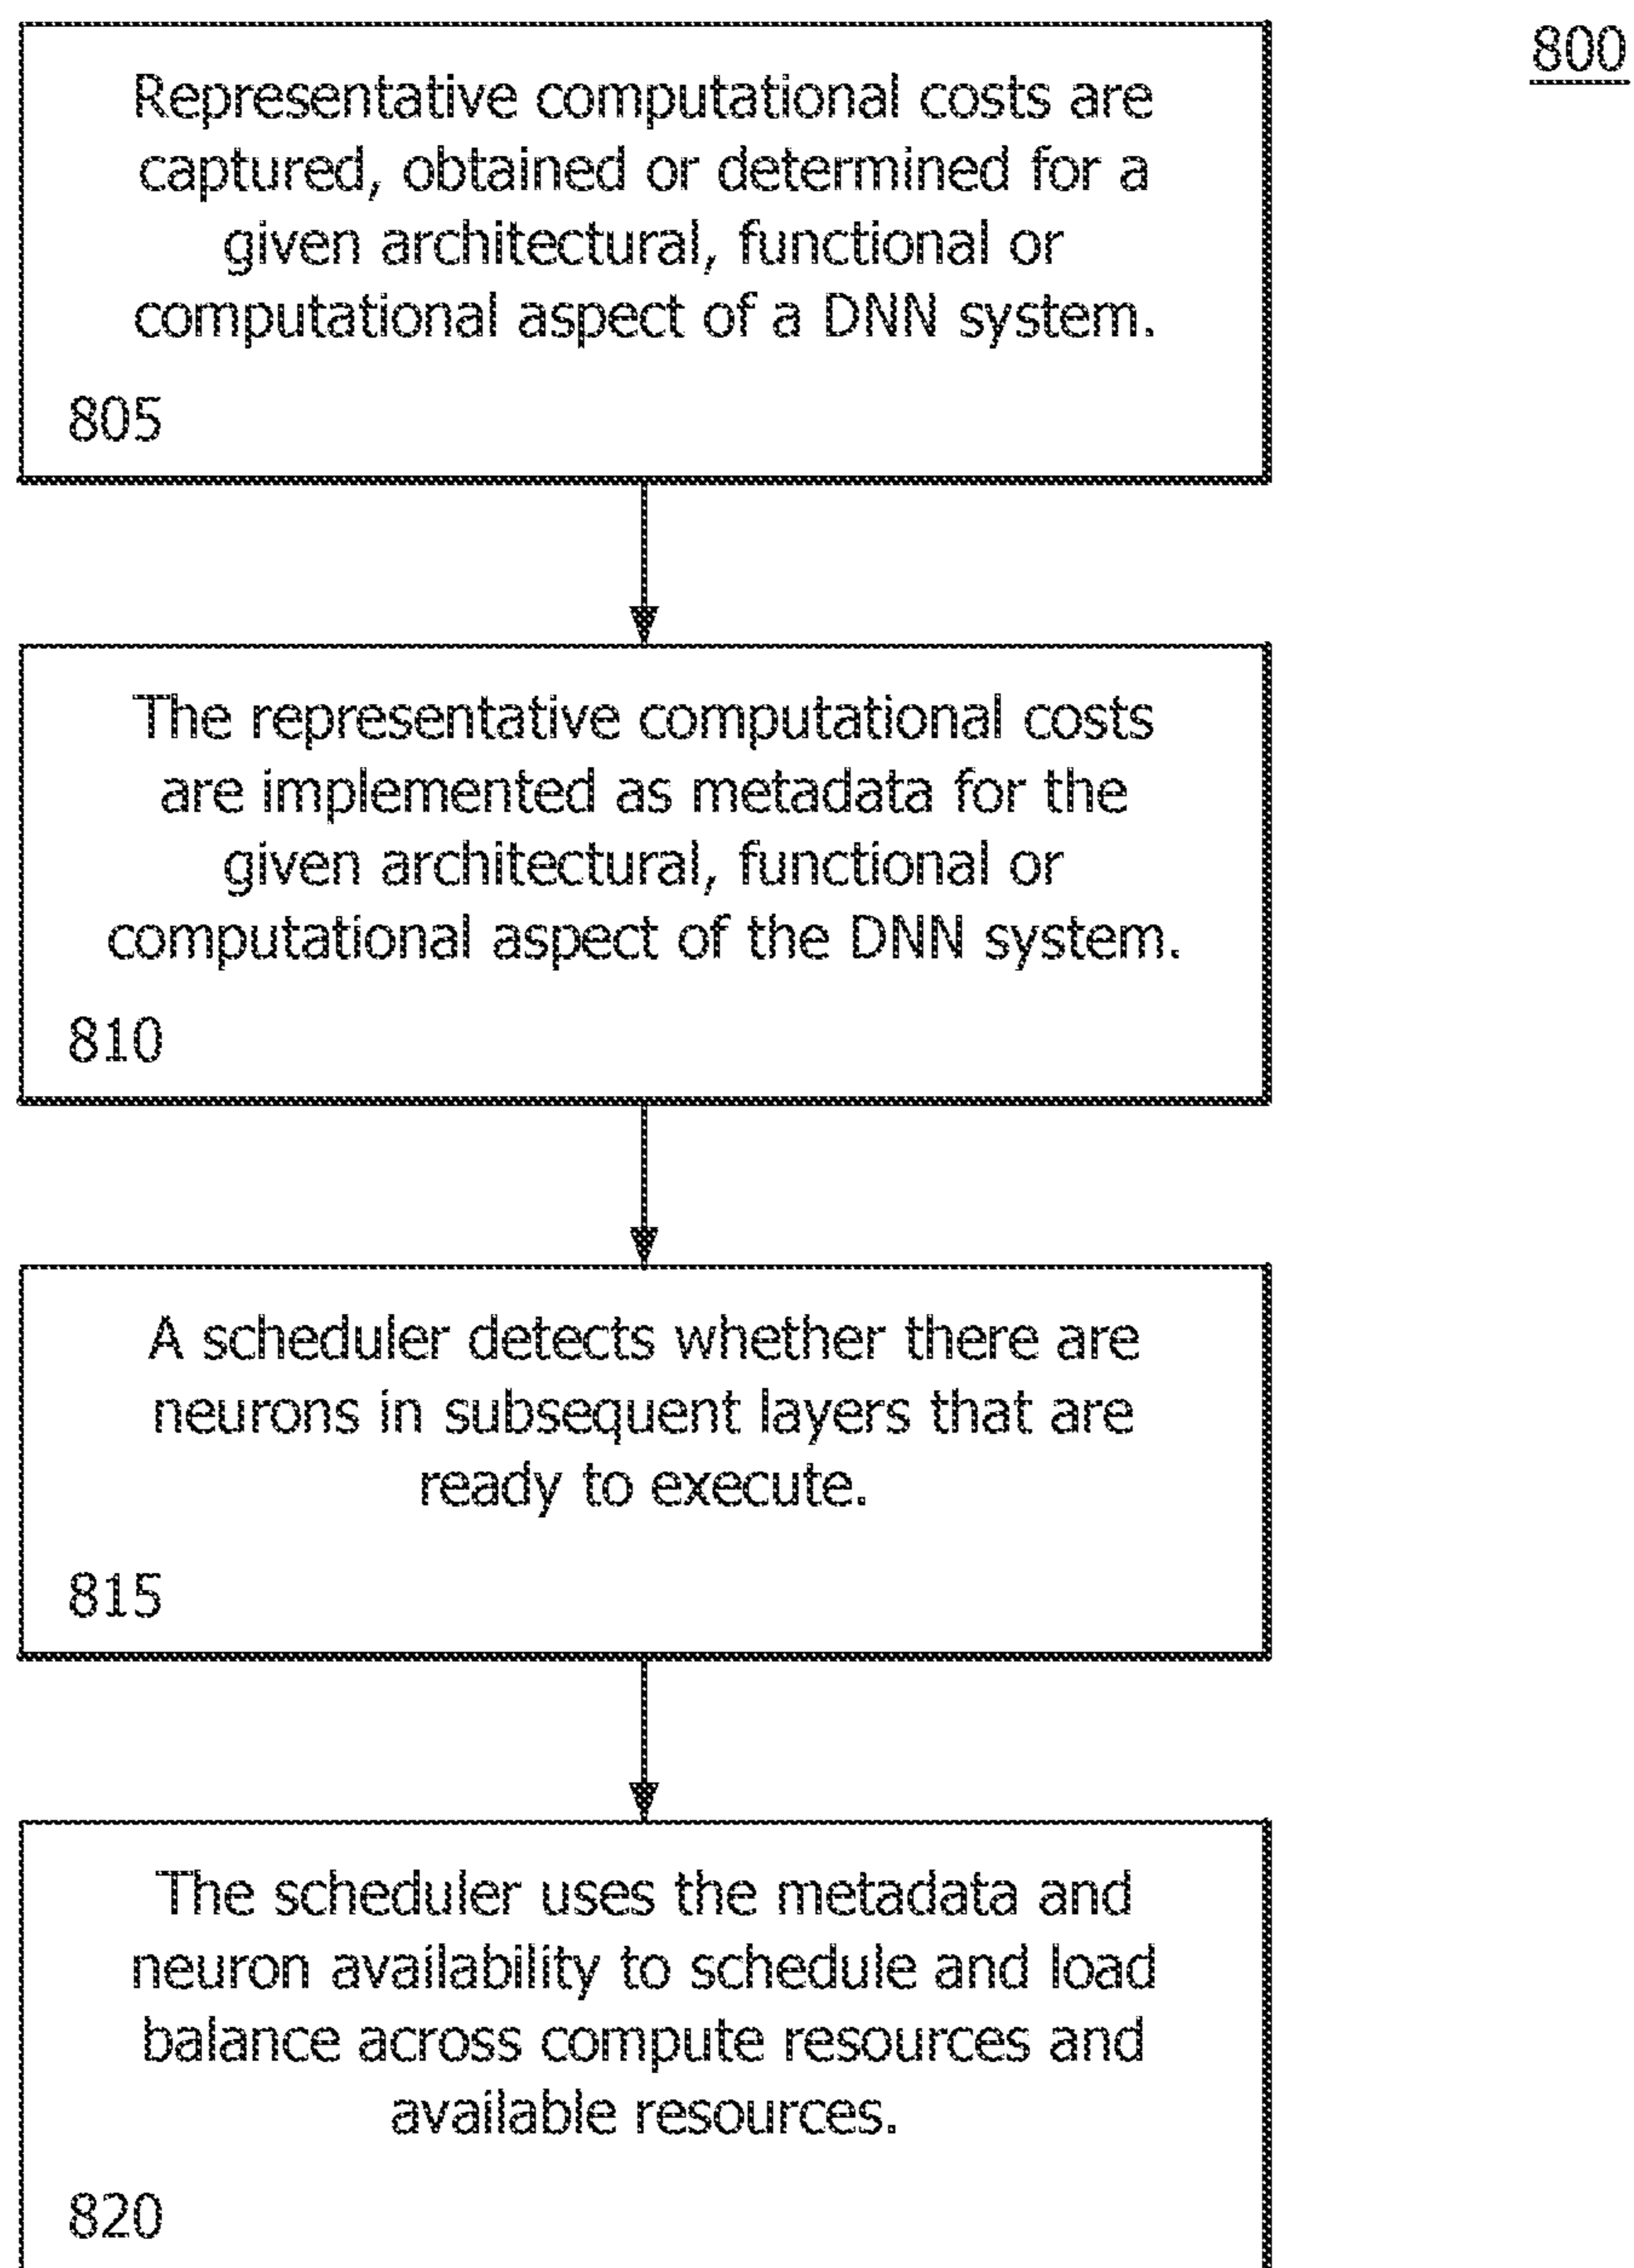 800
Representative computational costs are
captured, obtained or determined for a
given architectural, functional or
computational aspect of a DNN system.
805
The representative computational costs
are implemented as metadata for the
given architectural, functional or
computational aspect of the DNN system.
810
A scheduler detects whether there are
neurons in subsequent layers that are
ready to execute.
815
The scheduler uses the metadata and
neuron availability to schedule and load
balance across compute resources and
available resources.
820